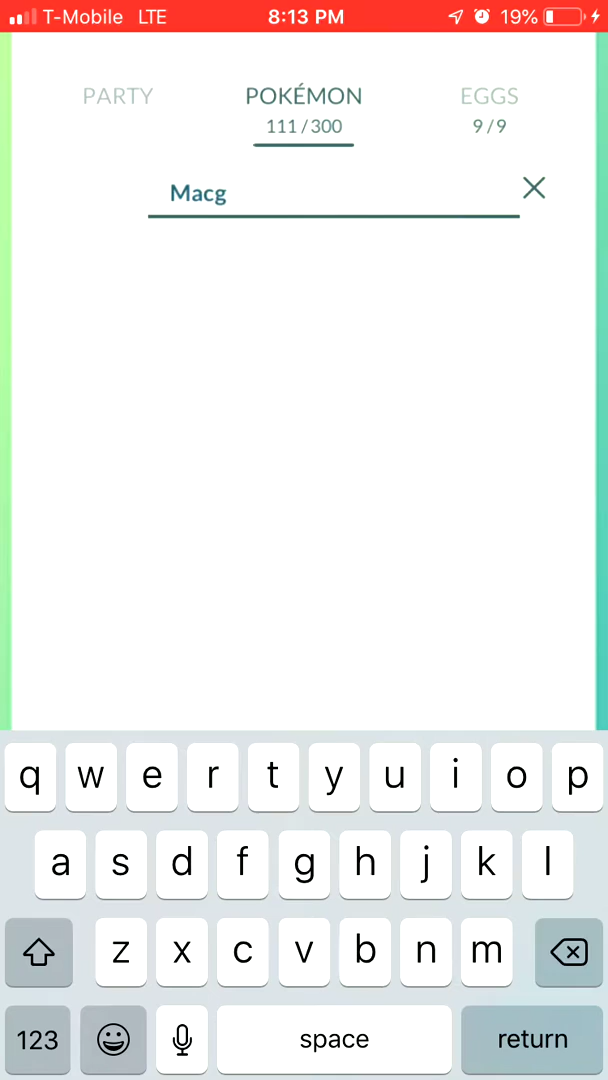 T-Mobile LTE 8:13 PM 19%
PARTY POKÉMON EGGS
111 / 300 9 / 9
Macg
q w e r t y u i o p
a s d f g h j k l
z x c v b n m
123 space return